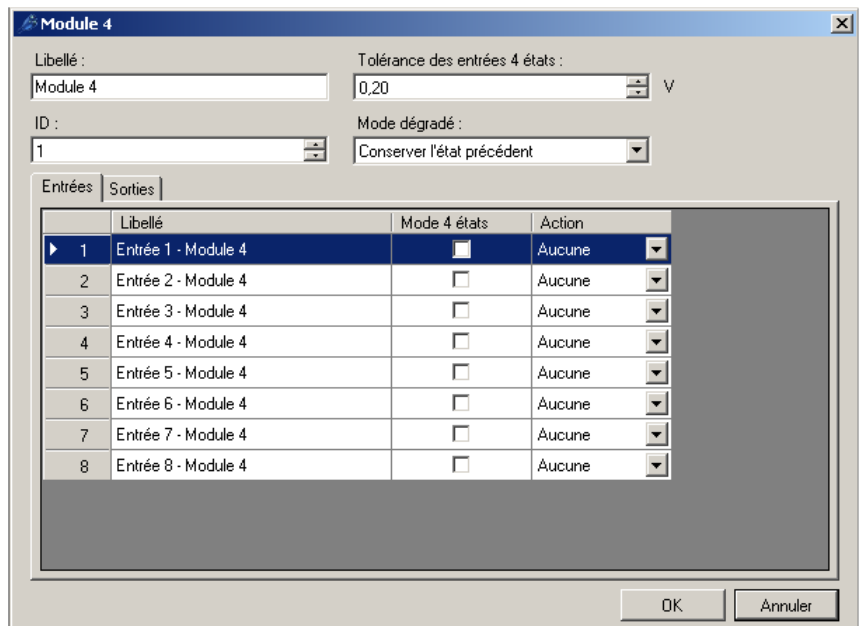 Module 4
Libellé :
Tolérance des entrées 4 états :
Module 4
0,20
V
ID :
Mode dégradé :
1
Conserver l'état précédent
Entrées
Sorties
Libellé
Mode 4 états
Action
1 Entrée 1 - Module 4 Aucune
2 Entrée 2 - Module 4 Aucune
3 Entrée 3 - Module 4 Aucune
4 Entrée 4 - Module 4 Aucune
5 Entrée 5 - Module 4 Aucune
6 Entrée 6 - Module 4 Aucune
7 Entrée 7 - Module 4 Aucune
8 Entrée 8 - Module 4 Aucune
OK
Annuler